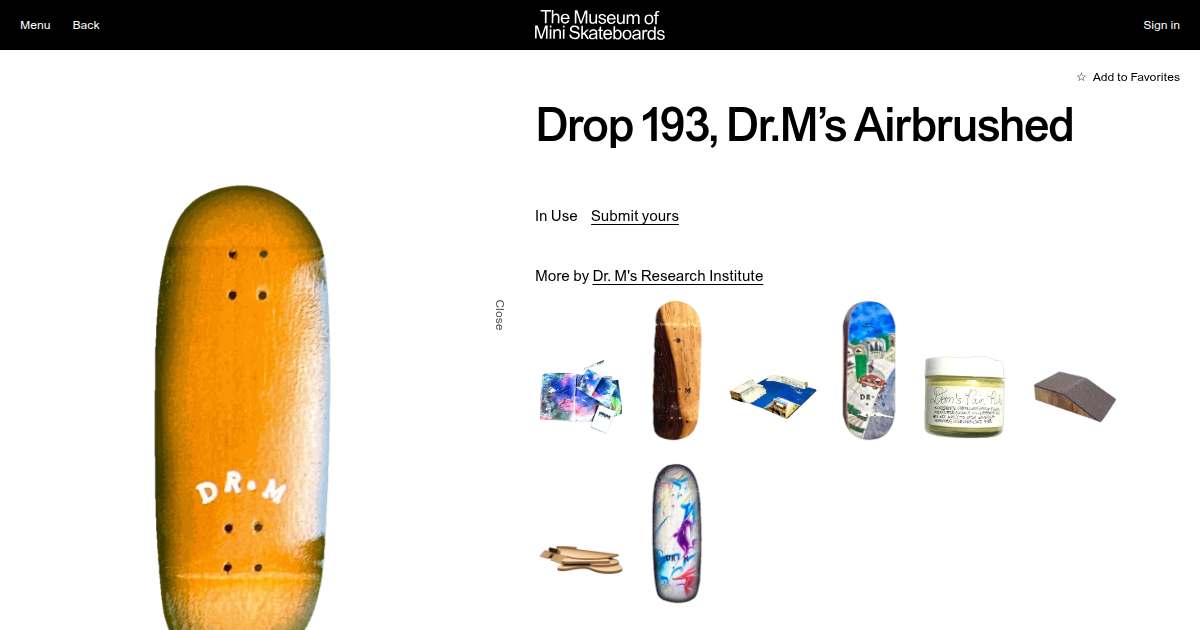 Menu
Back
The Museum of
Mini Skateboards
Sign in
☆ Add to Favorites
Drop 193, Dr.M’s Airbrushed
In Use Submit yours
More by Dr. M's Research Institute
Close
DR•M
DR•M